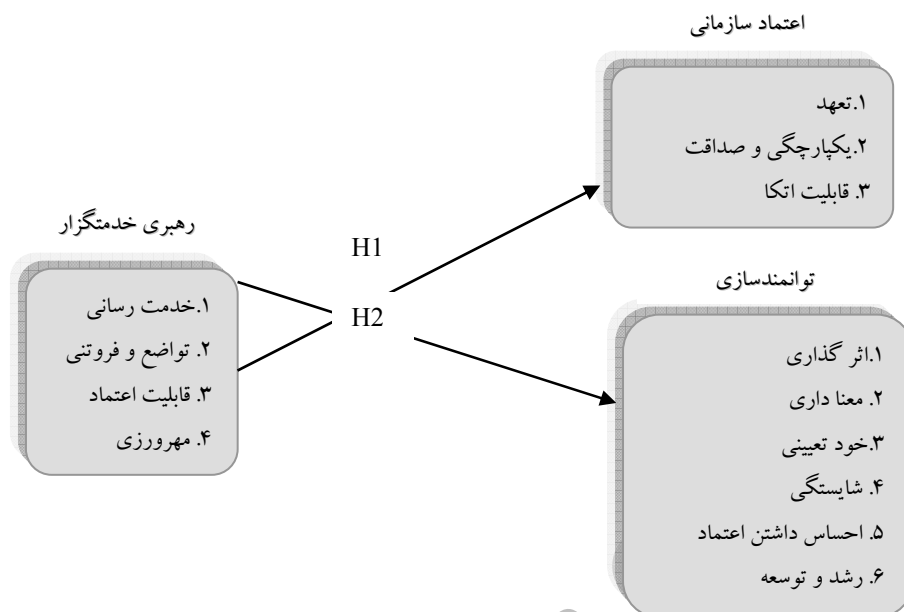 اعتماد سازمانی
۱.تعهد
۲.یکپارچگی و صداقت
۳. قابلیت اتکا
رهبری خدمتگزار
۱.خدمت رسانی
۲. تواضع و فروتنی
۳. قابلیت اعتماد
۴. مهرورزی
H1
H2
توانمندسازی
۱.اثر گذاری
۲. معنا داری
۳.خود تعیینی
۴. شایستگی
۵. احساس داشتن اعتماد
۶. رشد و توسعه